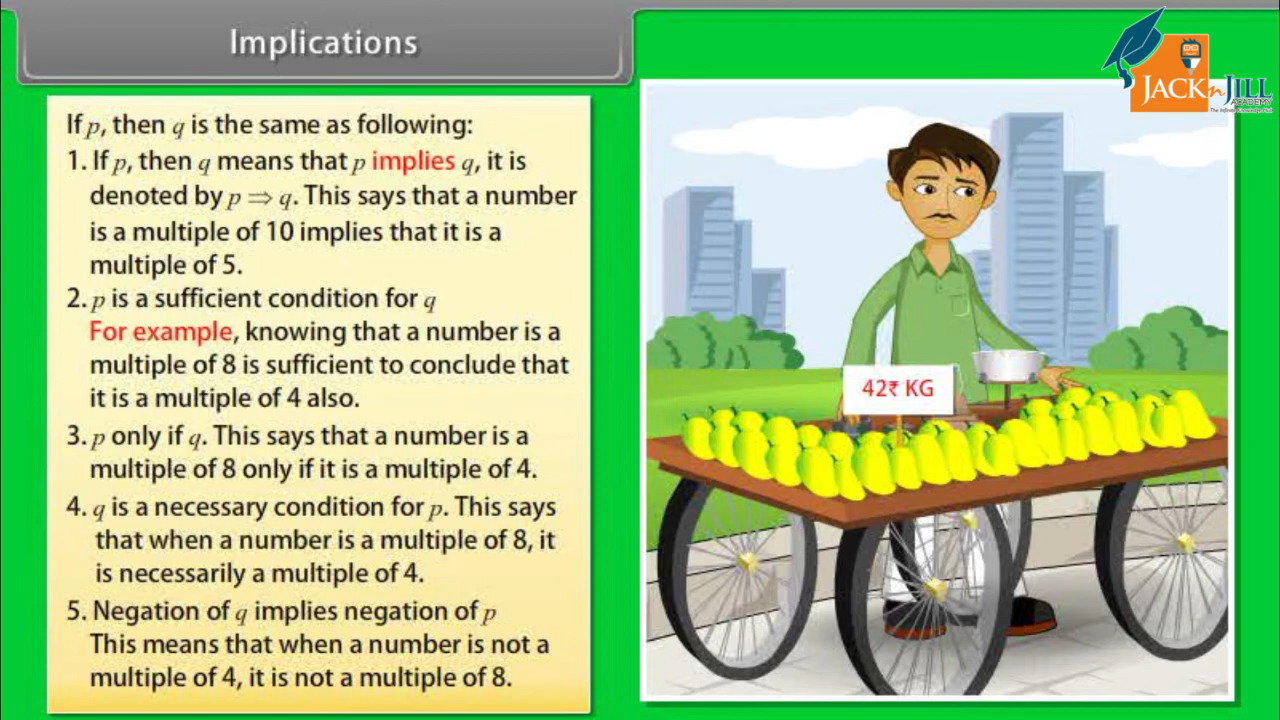 Implications
If p, then q is the same as following:
1. If p, then q means that p implies q, it is
denoted by p ⇒ q. This says that a number
is a multiple of 10 implies that it is a
multiple of 5.
2. p is a sufficient condition for q
For example, knowing that a number is a
multiple of 8 is sufficient to conclude that
it is a multiple of 4 also.
3. p only if q. This says that a number is a
multiple of 8 only if it is a multiple of 4.
4. q is a necessary condition for p. This says
that when a number is a multiple of 8, it
is necessarily a multiple of 4.
5. Negation of q implies negation of p
This means that when a number is not a
multiple of 4, it is not a multiple of 8.
JACK n JILL
ACADEMY
42₹ KG